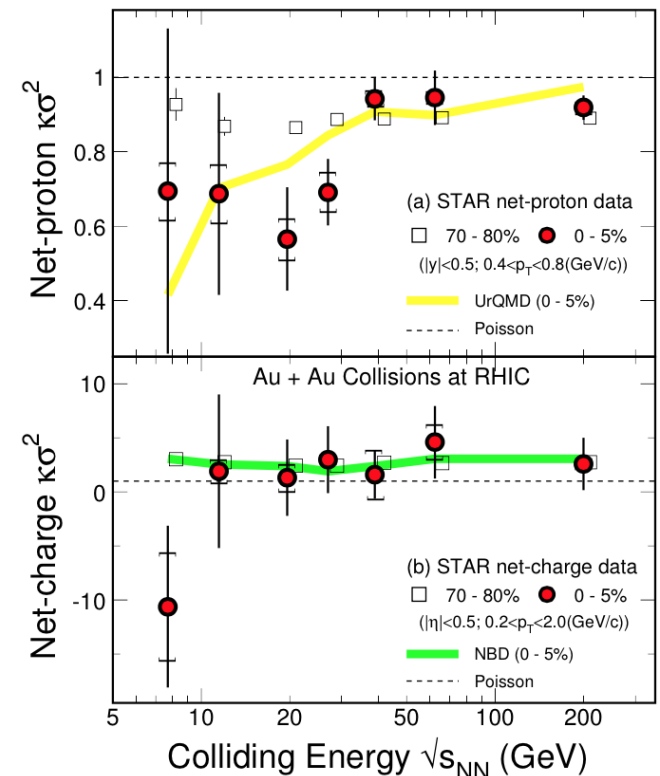 Net-proton κσ²
1
0.8
0.6
0.4
(a) STAR net-proton data
70 - 80% 0 - 5%
(|y|<0.5; 0.4<p_T<0.8(GeV/c))
UrQMD (0 - 5%)
Poisson
Au + Au Collisions at RHIC
Net-charge κσ²
10
0
-10
(b) STAR net-charge data
70 - 80% 0 - 5%
(|η|<0.5; 0.2<p_T<2.0(GeV/c))
NBD (0 - 5%)
Poisson
5 10 20 50 100 200
Colliding Energy √s_NN (GeV)